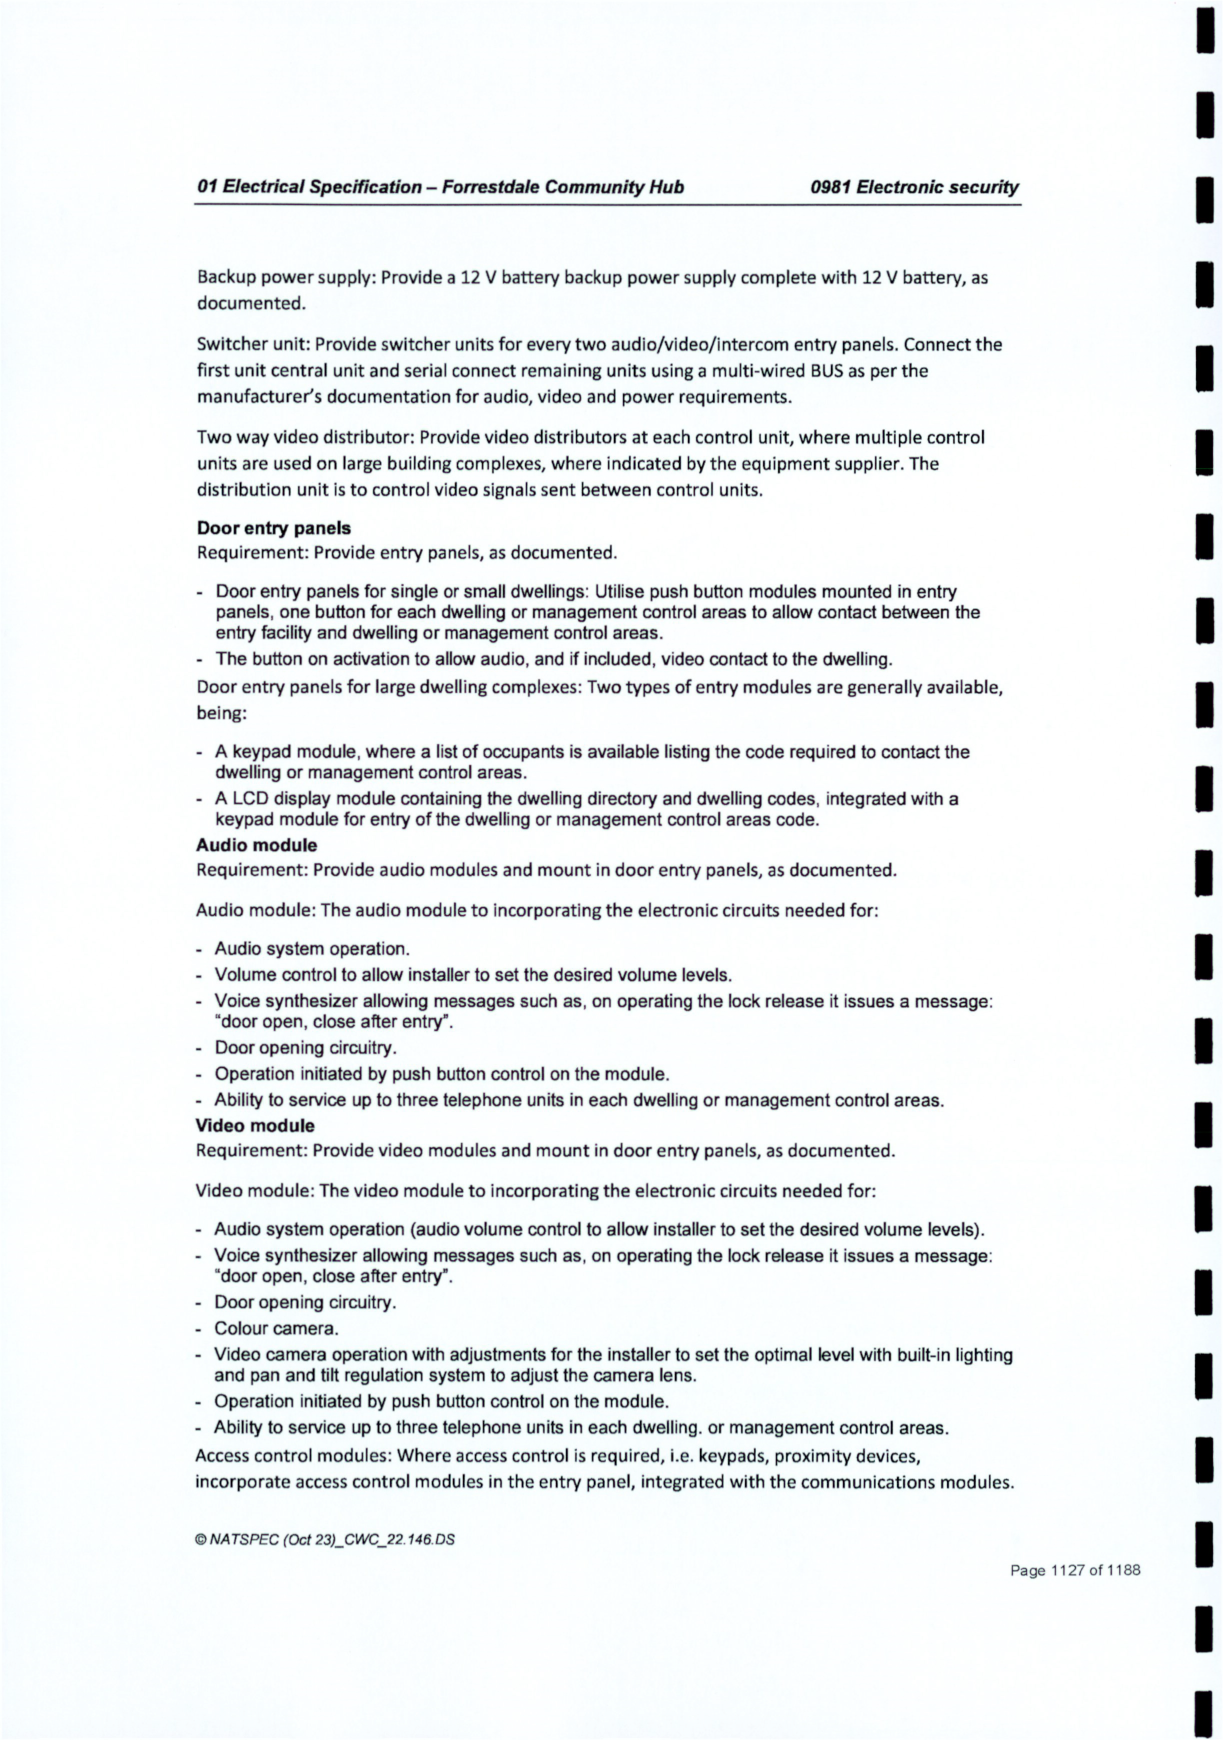 01 Electrical Specification – Forrestdale Community Hub 0981 Electronic security
Backup power supply: Provide a 12 V battery backup power supply complete with 12 V battery, as
documented.
Switcher unit: Provide switcher units for every two audio/video/intercom entry panels. Connect the
first unit central unit and serial connect remaining units using a multi-wired BUS as per the
manufacturer's documentation for audio, video and power requirements.
Two way video distributor: Provide video distributors at each control unit, where multiple control
units are used on large building complexes, where indicated by the equipment supplier. The
distribution unit is to control video signals sent between control units.
Door entry panels
Requirement: Provide entry panels, as documented.
- Door entry panels for single or small dwellings: Utilise push button modules mounted in entry
panels, one button for each dwelling or management control areas to allow contact between the
entry facility and dwelling or management control areas.
- The button on activation to allow audio, and if included, video contact to the dwelling.
Door entry panels for large dwelling complexes: Two types of entry modules are generally available,
being:
- A keypad module, where a list of occupants is available listing the code required to contact the
dwelling or management control areas.
- A LCD display module containing the dwelling directory and dwelling codes, integrated with a
keypad module for entry of the dwelling or management control areas code.
Audio module
Requirement: Provide audio modules and mount in door entry panels, as documented.
Audio module: The audio module to incorporating the electronic circuits needed for:
- Audio system operation.
- Volume control to allow installer to set the desired volume levels.
- Voice synthesizer allowing messages such as, on operating the lock release it issues a message:
"door open, close after entry".
- Door opening circuitry.
- Operation initiated by push button control on the module.
- Ability to service up to three telephone units in each dwelling or management control areas.
Video module
Requirement: Provide video modules and mount in door entry panels, as documented.
Video module: The video module to incorporating the electronic circuits needed for:
- Audio system operation (audio volume control to allow installer to set the desired volume levels).
- Voice synthesizer allowing messages such as, on operating the lock release it issues a message:
"door open, close after entry".
- Door opening circuitry.
- Colour camera.
- Video camera operation with adjustments for the installer to set the optimal level with built-in lighting
and pan and tilt regulation system to adjust the camera lens.
- Operation initiated by push button control on the module.
- Ability to service up to three telephone units in each dwelling. or management control areas.
Access control modules: Where access control is required, i.e. keypads, proximity devices,
incorporate access control modules in the entry panel, integrated with the communications modules.
© NATSPEC (Oct 23)_CWC_22.146.DS
Page 1127 of 1188